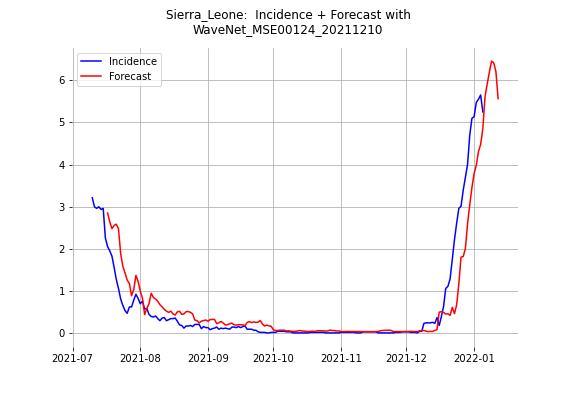 Sierra_Leone:  Incidence + Forecast with
WaveNet_MSE00124_20211210
Incidence
Forecast
6
5
4
3
2
1
0
2021-07 2021-08 2021-09 2021-10 2021-11 2021-12 2022-01